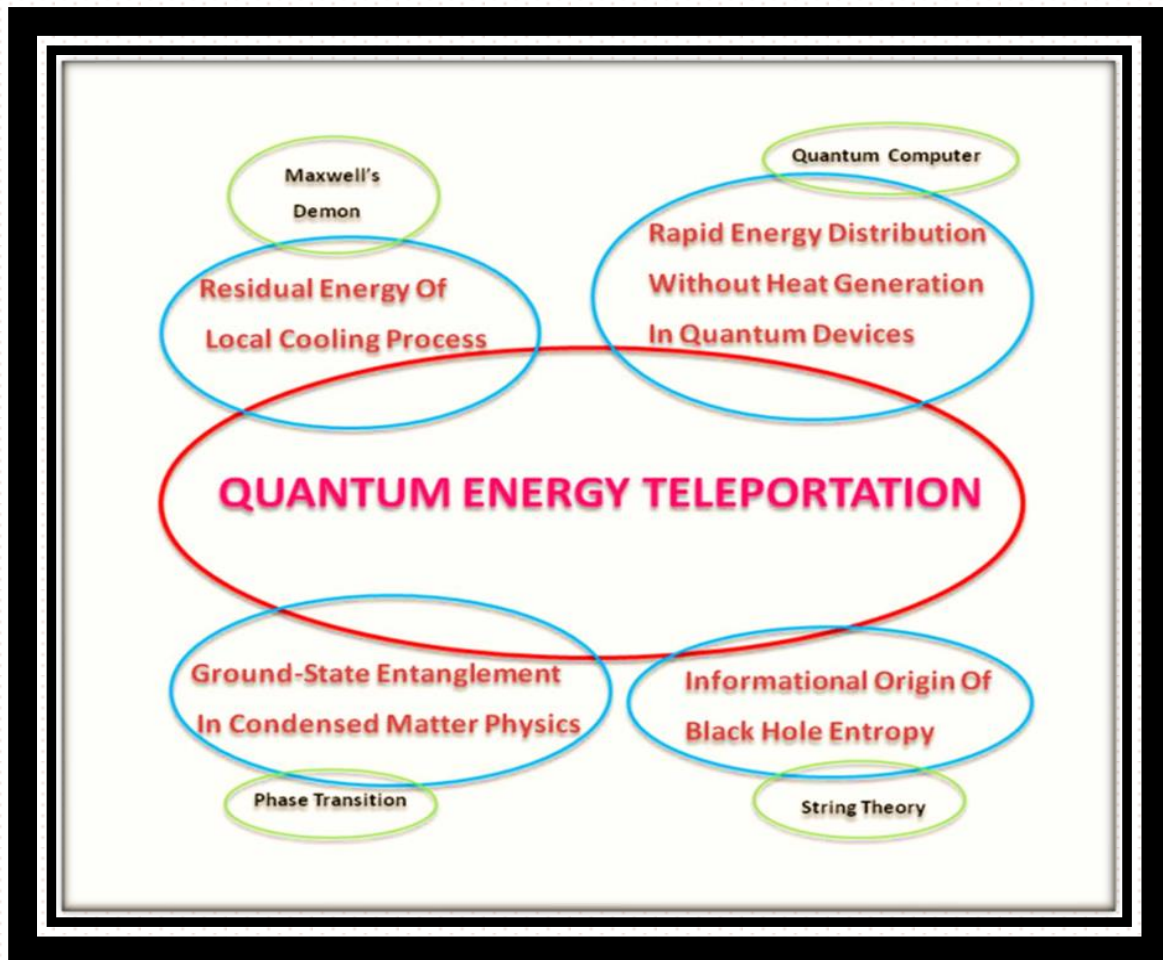 Maxwell's
Demon
Residual Energy Of
Local Cooling Process
Quantum Computer
Rapid Energy Distribution
Without Heat Generation
In Quantum Devices
QUANTUM ENERGY TELEPORTATION
Ground-State Entanglement
In Condensed Matter Physics
Phase Transition
Informational Origin Of
Black Hole Entropy
String Theory